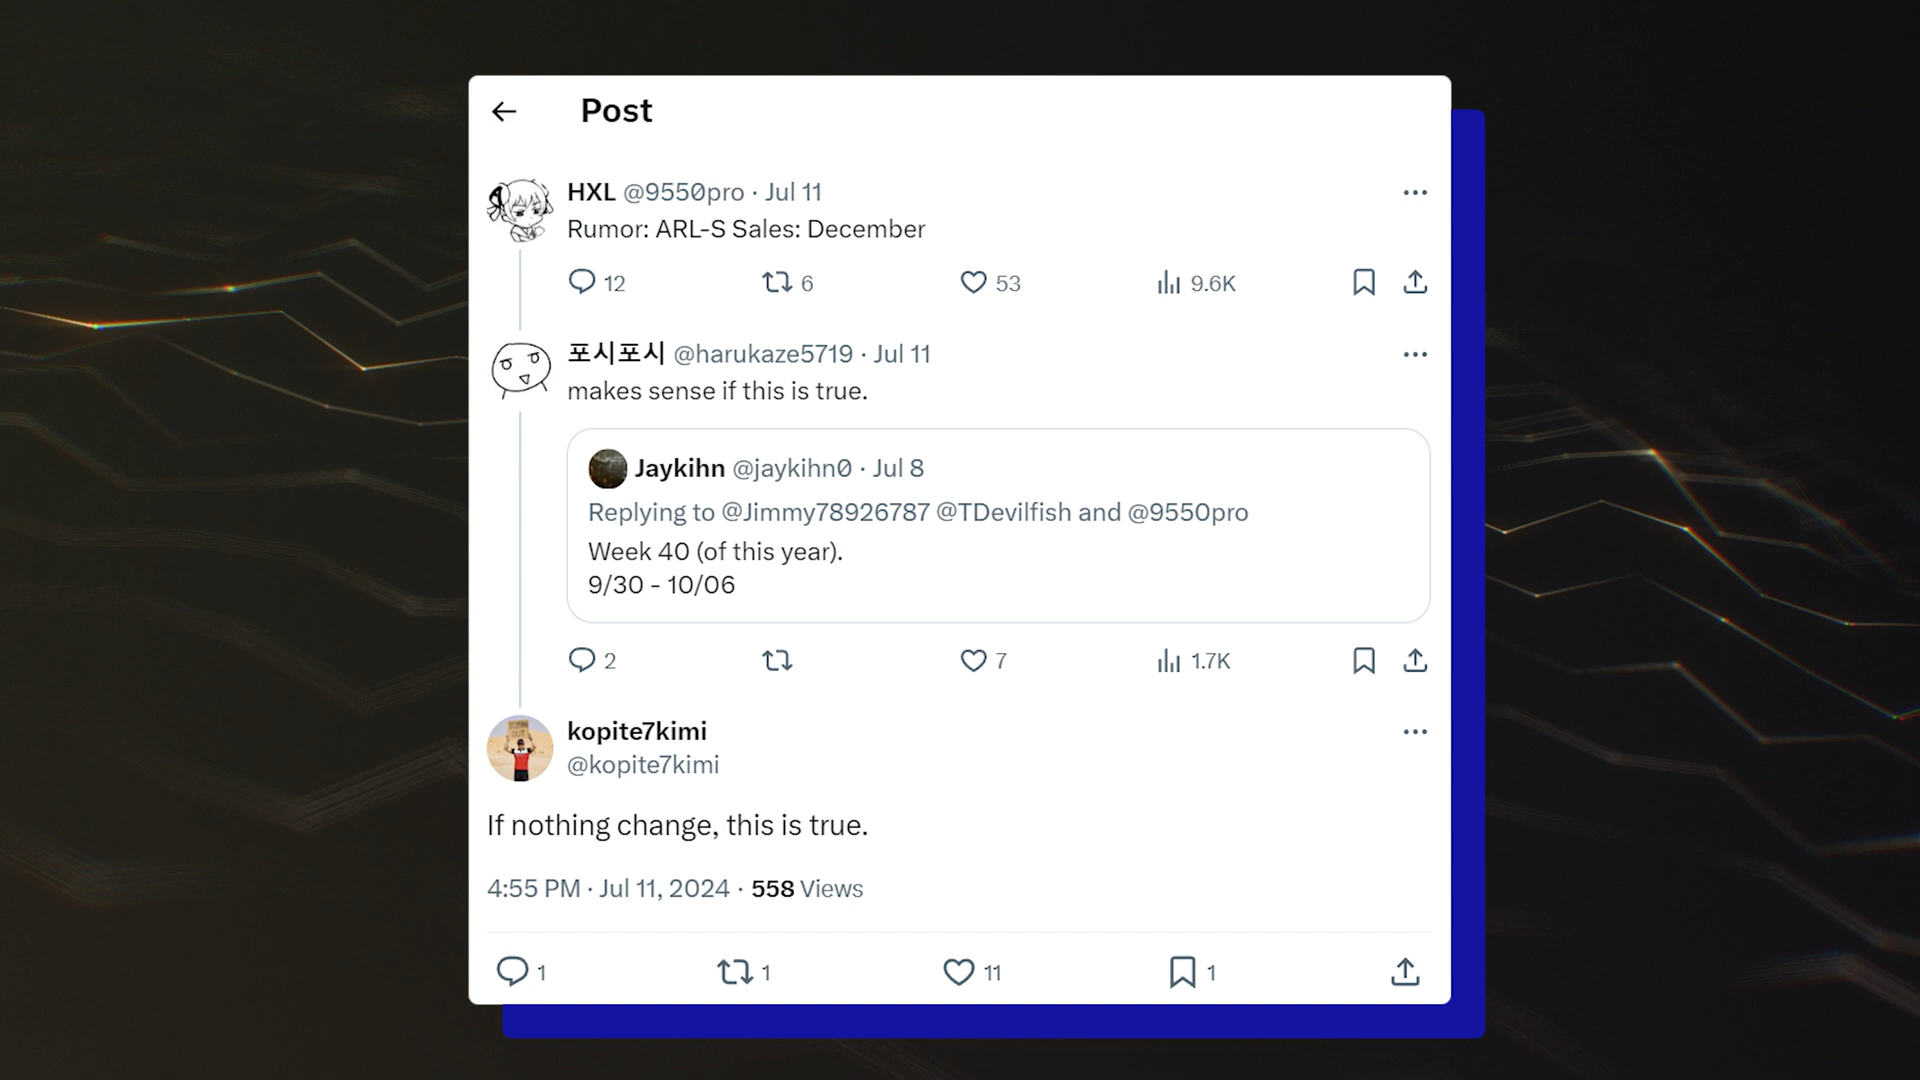 Post
HXL @9550pro · Jul 11
Rumor: ARL-S Sales: December
12 6 53 9.6K
포시포시 @harukaze5719 · Jul 11
makes sense if this is true.
Jaykihn @jaykihn0 · Jul 8
Replying to @Jimmy78926787 @TDevilfish and @9550pro
Week 40 (of this year).
9/30 - 10/06
2 7 1.7K
kopite7kimi
@kopite7kimi
If nothing change, this is true.
4:55 PM · Jul 11, 2024 · 558 Views
1 1 11 1